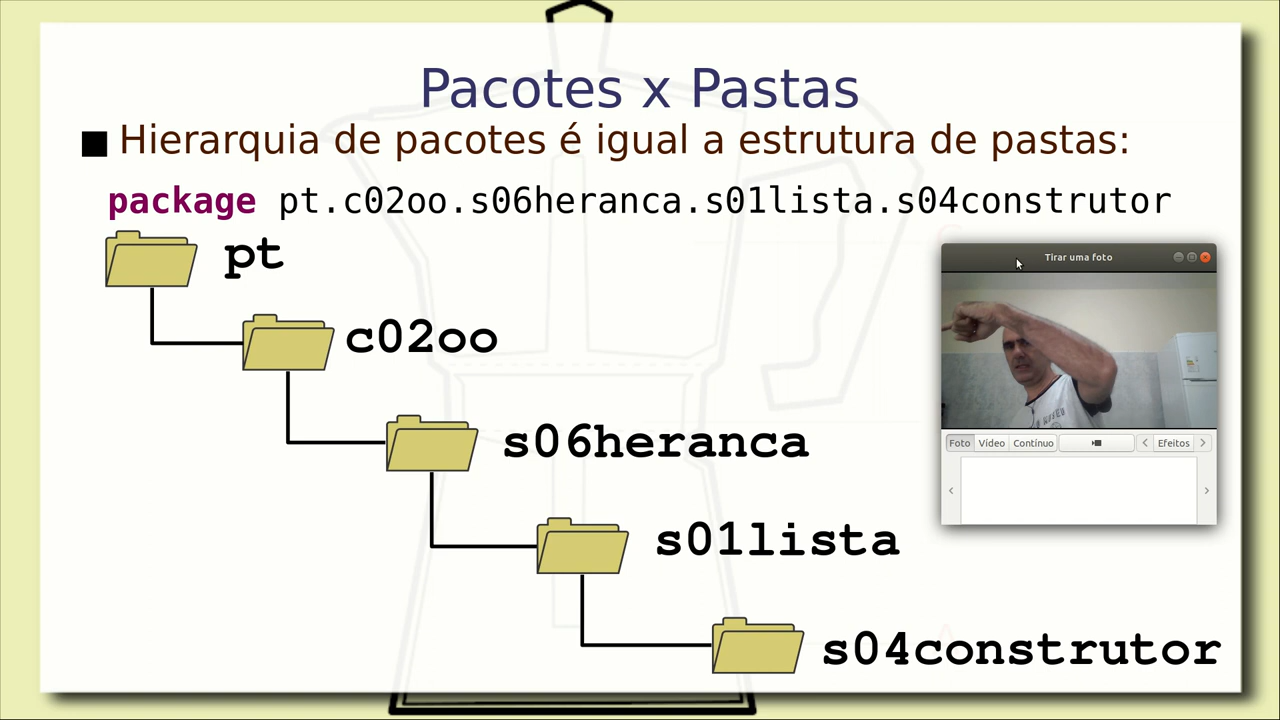 Pacotes x Pastas
Hierarquia de pacotes é igual a estrutura de pastas:
package pt.c02oo.s06heranca.s01lista.s04construtor
pt
c02oo
s06heranca
s01lista
s04construtor
Tirar uma foto
Foto Vídeo Contínuo Efeitos